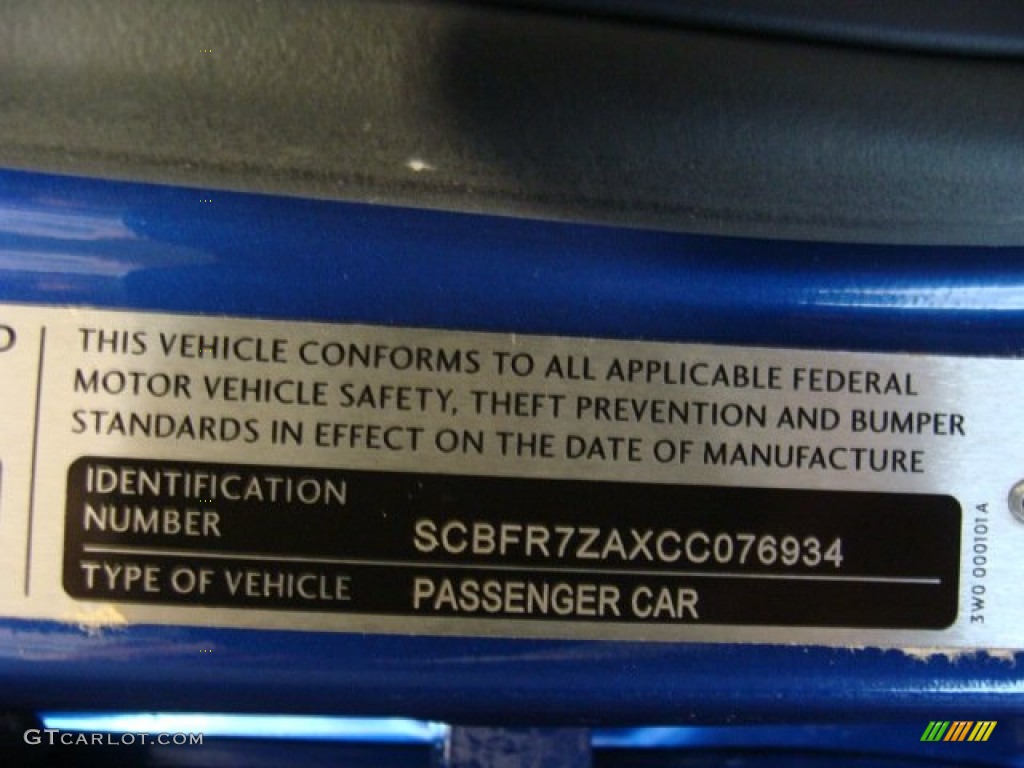 THIS VEHICLE CONFORMS TO ALL APPLICABLE FEDERAL
MOTOR VEHICLE SAFETY, THEFT PREVENTION AND BUMPER
STANDARDS IN EFFECT ON THE DATE OF MANUFACTURE
IDENTIFICATION
NUMBER SCBFR7ZAXCC076934
TYPE OF VEHICLE PASSENGER CAR
3W0 000101A
GTCARLOT.COM